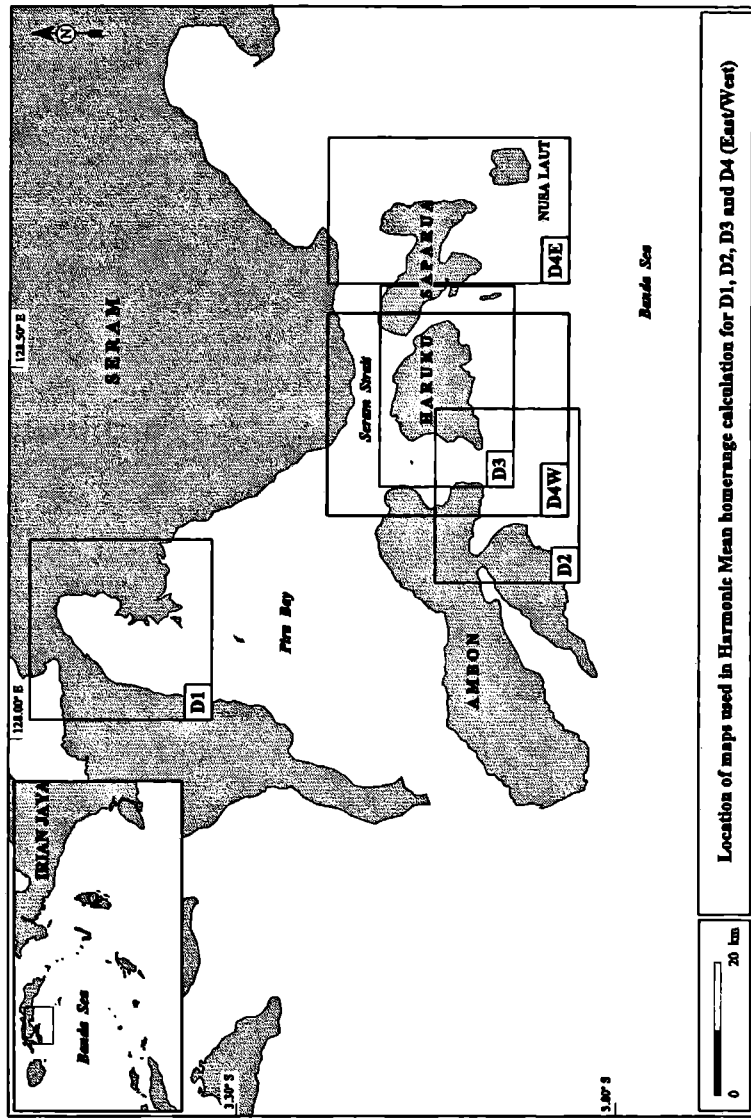 N
128.00° E
128.50° E
IRIAN JAYA
Banda Sea
SERAM
D1
Piru Bay
Seram Strait
AMBON
HARUKU
SAPARUA
NUSA LAUT
D2
D4W
D3
D4E
Banda Sea
3.30° S
3.80° S
0 20 km
Location of maps used in Harmonic Mean homerange calculation for D1, D2, D3 and D4 (East/West)